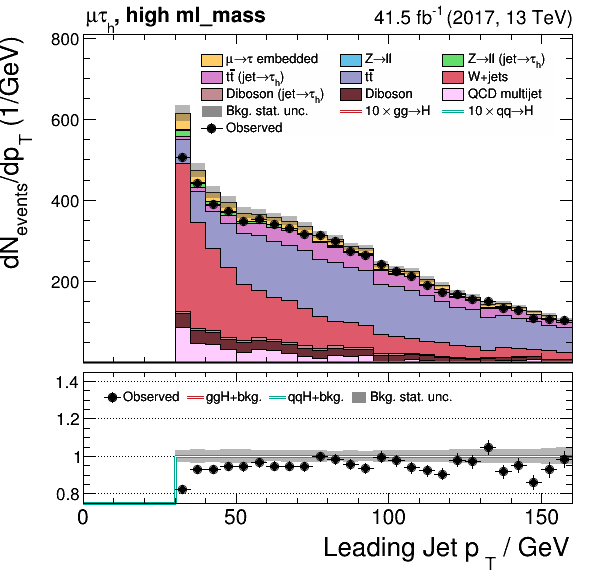 μτh, high ml_mass
41.5 fb-1 (2017, 13 TeV)
dNevents/dpT (1/GeV)
800
600
400
200
μ→τ embedded
Z→ll
Z→ll (jet→τh)
tt̄ (jet→τh)
tt̄
W+jets
Diboson (jet→τh)
Diboson
QCD multijet
Bkg. stat. unc.
10 × gg→H
10 × qq→H
Observed
1.4
1.2
1
0.8
Observed
ggH+bkg.
qqH+bkg.
Bkg. stat. unc.
0
50
100
150
Leading Jet pT / GeV